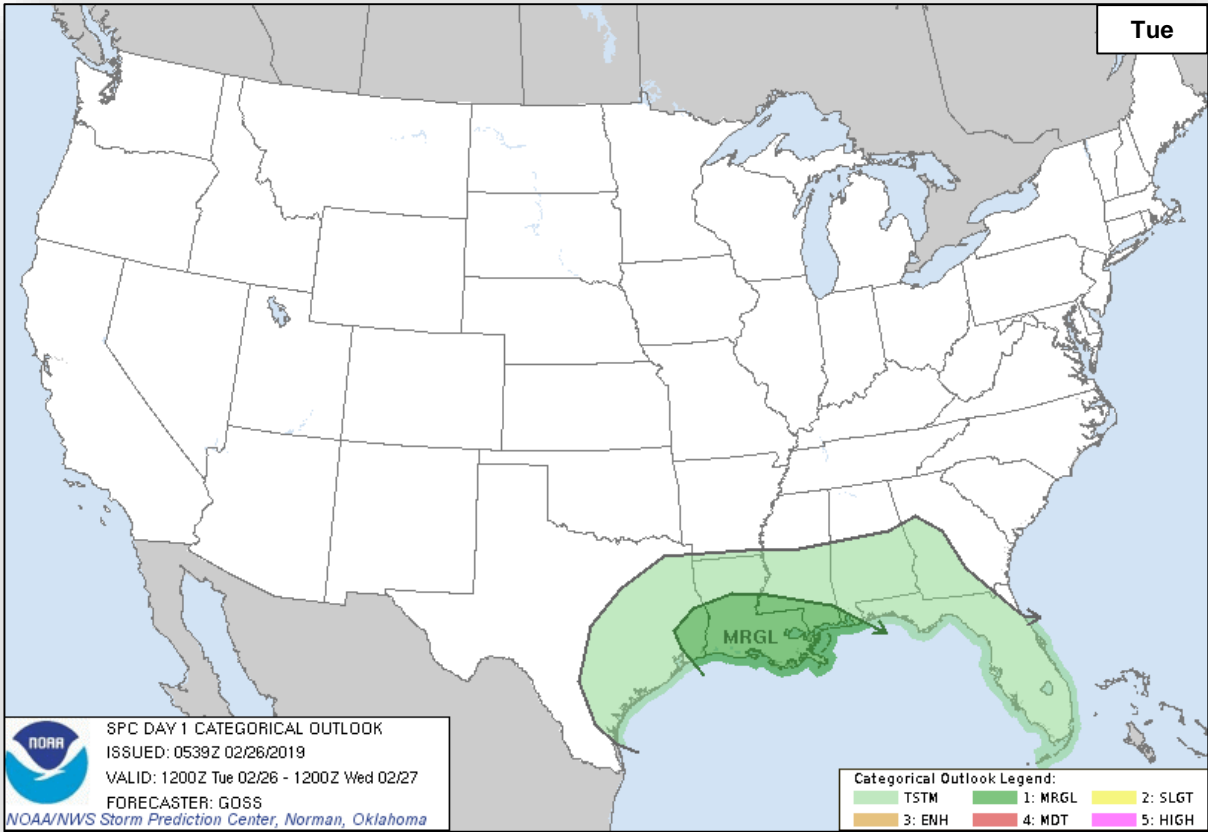 Tue
MRGL
NOAA
SPC DAY 1 CATEGORICAL OUTLOOK
ISSUED: 0539Z 02/26/2019
VALID: 1200Z Tue 02/26 - 1200Z Wed 02/27
FORECASTER: GOSS
NOAA/NWS Storm Prediction Center, Norman, Oklahoma
Categorical Outlook Legend:
TSTM 1: MRGL 2: SLGT
3: ENH 4: MDT 5: HIGH